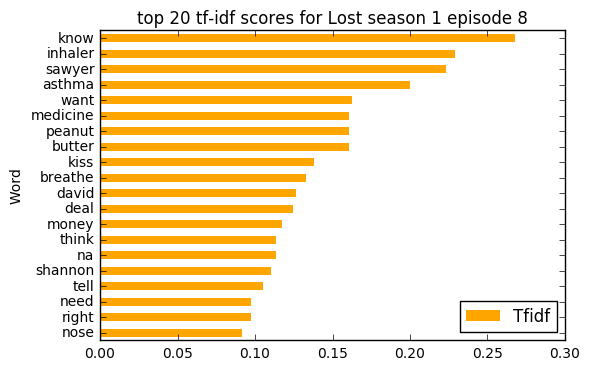 top 20 tf-idf scores for Lost season 1 episode 8
Word
know
inhaler
sawyer
asthma
want
medicine
peanut
butter
kiss
breathe
david
deal
money
think
na
shannon
tell
need
right
nose
Tfidf
0.00 0.05 0.10 0.15 0.20 0.25 0.30